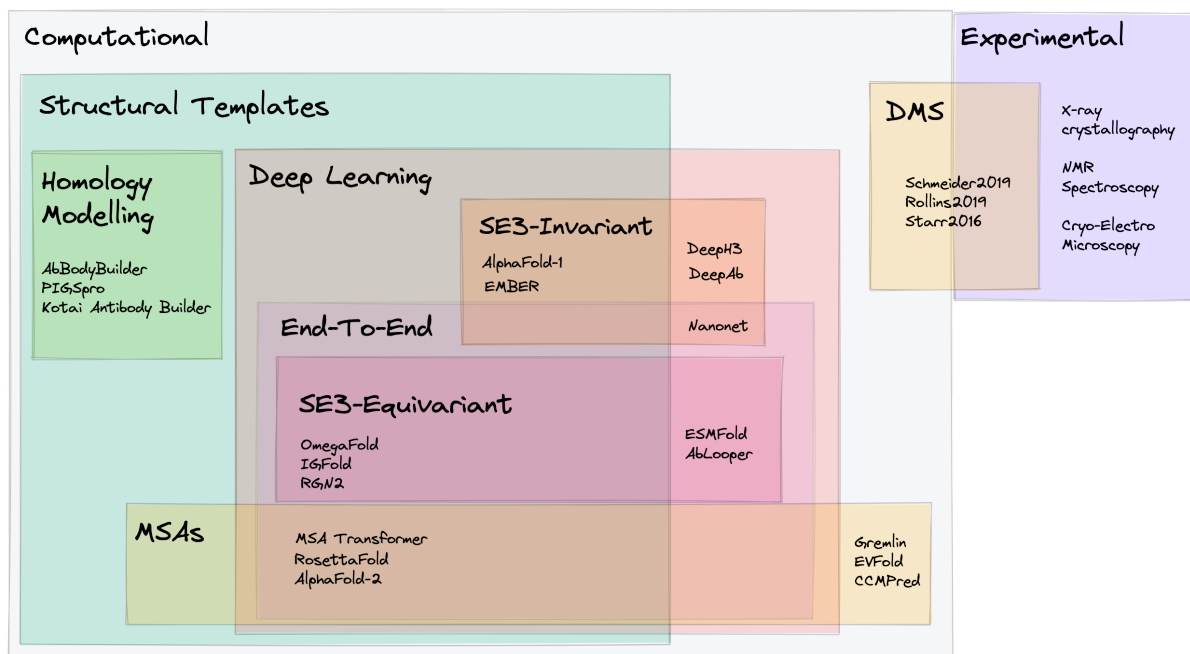 Computational
Experimental
Structural Templates
DMS
X-ray
crystallography
NMR
Spectroscopy
Cryo-Electro
Microscopy
Schmeider2019
Rollins2019
Starr2016
Homology
Modelling
AbBodyBuilder
PIGSpro
Kotai Antibody Builder
Deep Learning
SE3-Invariant
AlphaFold-1
EMBER
DeepH3
DeepAb
Nanonet
End-To-End
SE3-Equivariant
OmegaFold
IGFold
RGN2
ESMFold
AbLooper
MSAs
MSA Transformer
RosettaFold
AlphaFold-2
Gremlin
EVFold
CCMPred